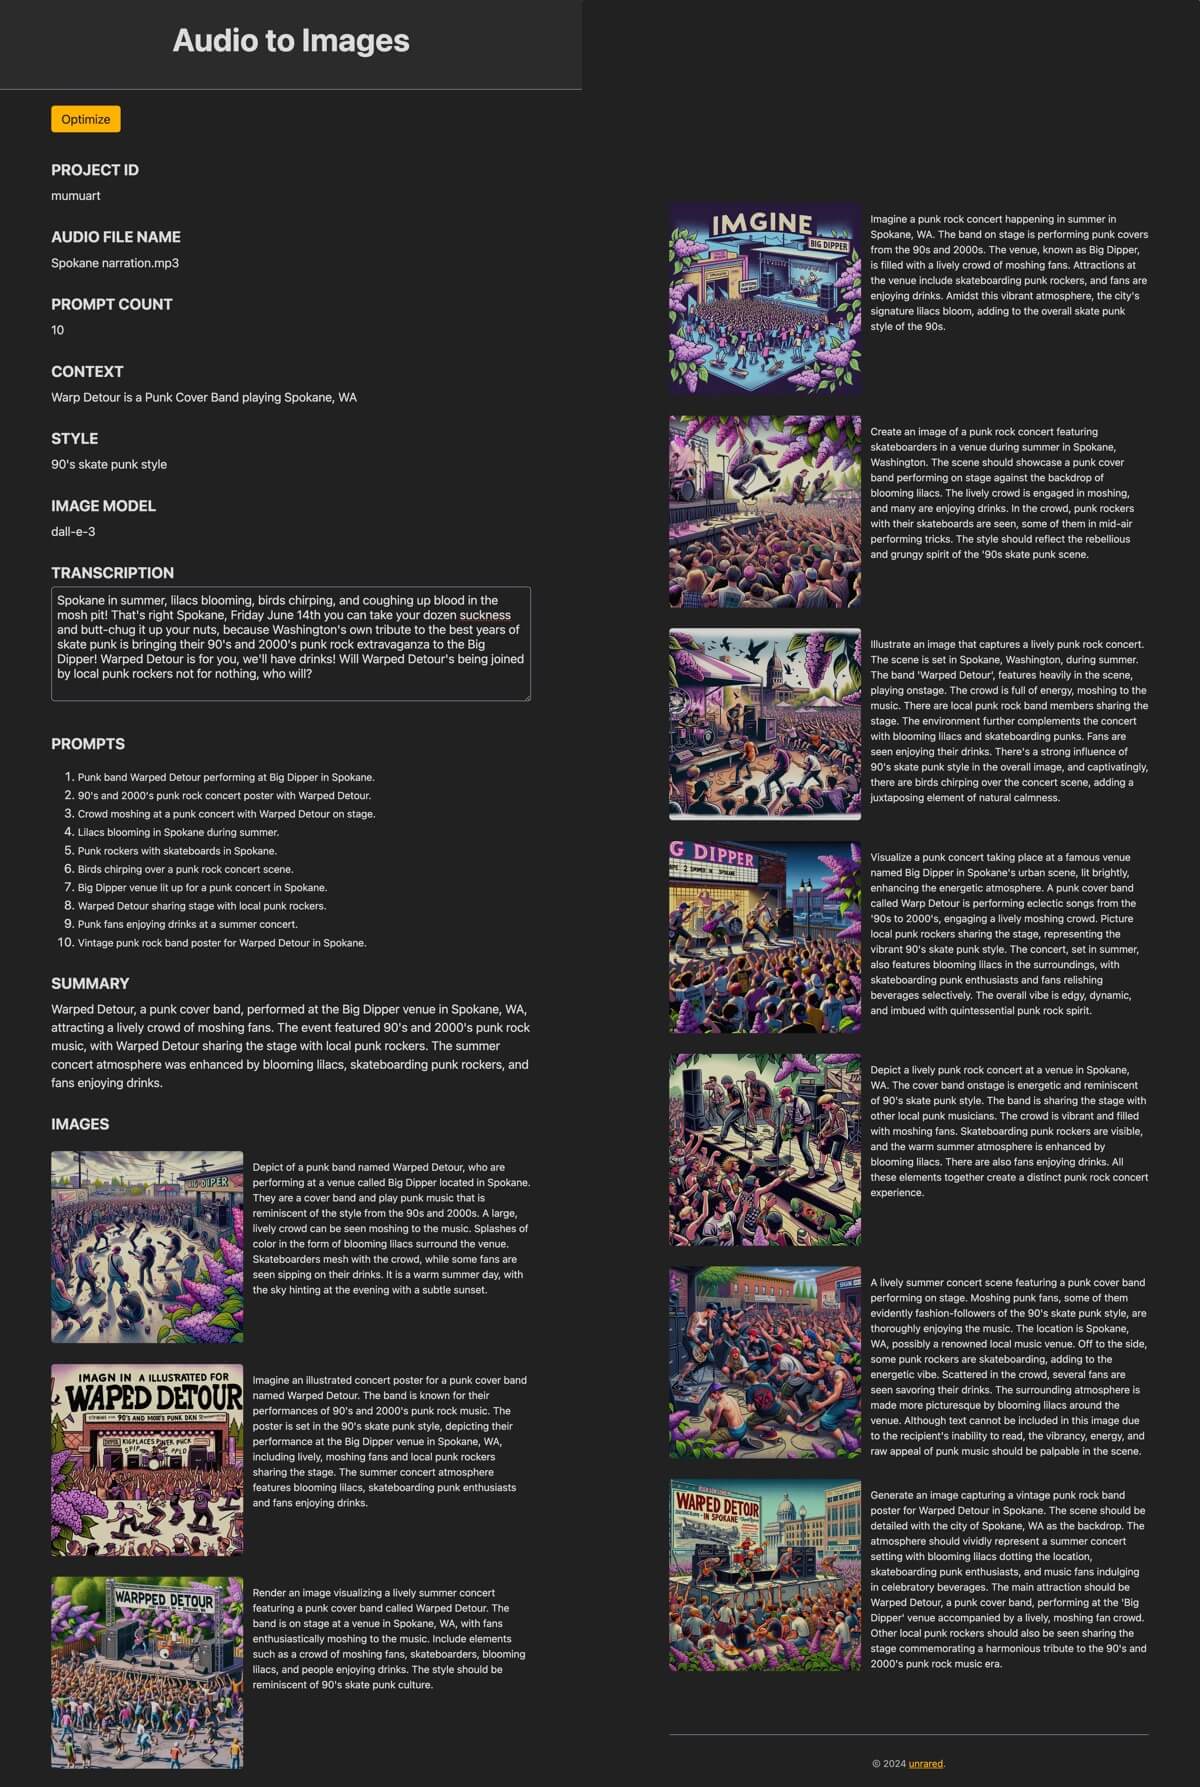 Audio to Images
Optimize
PROJECT ID
mumuart
AUDIO FILE NAME
Spokane narration.mp3
PROMPT COUNT
10
CONTEXT
Warp Detour is a Punk Cover Band playing Spokane, WA
STYLE
90's skate punk style
IMAGE MODEL
dall-e-3
TRANSCRIPTION
Spokane in summer, lilacs blooming, birds chirping, and coughing up blood in the
mosh pit! That's right Spokane, Friday June 14th you can take your dozen suckness
and butt-chug it up your nuts, because Washington's own tribute to the best years of
skate punk is bringing their 90's and 2000's punk rock extravaganza to the Big
Dipper! Warped Detour is for you, we'll have drinks! Will Warped Detour's being joined
by local punk rockers not for nothing, who will?
PROMPTS
1. Punk band Warped Detour performing at Big Dipper in Spokane.
2. 90's and 2000's punk rock concert poster with Warped Detour.
3. Crowd moshing at a punk concert with Warped Detour on stage.
4. Lilacs blooming in Spokane during summer.
5. Punk rockers with skateboards in Spokane.
6. Birds chirping over a punk rock concert scene.
7. Big Dipper venue lit up for a punk concert in Spokane.
8. Warped Detour sharing stage with local punk rockers.
9. Punk fans enjoying drinks at a summer concert.
10. Vintage punk rock band poster for Warped Detour in Spokane.
SUMMARY
Warped Detour, a punk cover band, performed at the Big Dipper venue in Spokane, WA,
attracting a lively crowd of moshing fans. The event featured 90's and 2000's punk rock
music, with Warped Detour sharing the stage with local punk rockers. The summer
concert atmosphere was enhanced by blooming lilacs, skateboarding punk rockers, and
fans enjoying drinks.
IMAGES
BIG DIPER
Depict of a punk band named Warped Detour, who are
performing at a venue called Big Dipper located in Spokane.
They are a cover band and play punk music that is
reminiscent of the style from the 90s and 2000s. A large,
lively crowd can be seen moshing to the music. Splashes of
color in the form of blooming lilacs surround the venue.
Skateboarders mesh with the crowd, while some fans are
seen sipping on their drinks. It is a warm summer day, with
the sky hinting at the evening with a subtle sunset.
IMAGN IN A ILLUSTRATED FOR
WAPED DETOUR
Imagine an illustrated concert poster for a punk cover band
named Warped Detour. The band is known for their
performances of 90's and 2000's punk rock music. The
poster is set in the 90's skate punk style, depicting their
performance at the Big Dipper venue in Spokane, WA,
including lively, moshing fans and local punk rockers
sharing the stage. The summer concert atmosphere
features blooming lilacs, skateboarding punk enthusiasts
and fans enjoying drinks.
WARPPED DETOUR
Render an image visualizing a lively summer concert
featuring a punk cover band called Warped Detour. The
band is on stage at a venue in Spokane, WA, with fans
enthusiastically moshing to the music. Include elements
such as a crowd of moshing fans, skateboarders, blooming
lilacs, and people enjoying drinks. The style should be
reminiscent of 90's skate punk culture.
IMGINE
BIG DIPPER
Imagine a punk rock concert happening in summer in
Spokane, WA. The band on stage is performing punk covers
from the 90s and 2000s. The venue, known as Big Dipper,
is filled with a lively crowd of moshing fans. Attractions at
the venue include skateboarding punk rockers, and fans are
enjoying drinks. Amidst this vibrant atmosphere, the city's
signature lilacs bloom, adding to the overall skate punk
style of the 90s.
Create an image of a punk rock concert featuring
skateboarders in a venue during summer in Spokane,
Washington. The scene should showcase a punk cover
band performing on stage against the backdrop of
blooming lilacs. The lively crowd is engaged in moshing,
and many are enjoying drinks. In the crowd, punk rockers
with their skateboards are seen, some of them in mid-air
performing tricks. The style should reflect the rebellious
and grungy spirit of the '90s skate punk scene.
Illustrate an image that captures a lively punk rock concert.
The scene is set in Spokane, Washington, during summer.
The band 'Warped Detour', features heavily in the scene,
playing onstage. The crowd is full of energy, moshing to the
music. There are local punk rock band members sharing the
stage. The environment further complements the concert
with blooming lilacs and skateboarding punks. Fans are
seen enjoying their drinks. There's a strong influence of
90's skate punk style in the overall image, and captivatingly,
there are birds chirping over the concert scene, adding a
juxtaposing element of natural calmness.
G DIPPER
Visualize a punk concert taking place at a famous venue
named Big Dipper in Spokane's urban scene, lit brightly,
enhancing the energetic atmosphere. A punk cover band
called Warp Detour is performing eclectic songs from the
'90s to 2000's, engaging a lively moshing crowd. Picture
local punk rockers sharing the stage, representing the
vibrant 90's skate punk style. The concert, set in summer,
also features blooming lilacs in the surroundings, with
skateboarding punk enthusiasts and fans relishing
beverages selectively. The overall vibe is edgy, dynamic,
and imbued with quintessential punk rock spirit.
Depict a lively punk rock concert at a venue in Spokane,
WA. The cover band onstage is energetic and reminiscent
of 90's skate punk style. The band is sharing the stage with
other local punk musicians. The crowd is vibrant and filled
with moshing fans. Skateboarding punk rockers are visible,
and the warm summer atmosphere is enhanced by
blooming lilacs. There are also fans enjoying drinks. All
these elements together create a distinct punk rock concert
experience.
A lively summer concert scene featuring a punk cover band
performing on stage. Moshing punk fans, some of them
evidently fashion-followers of the 90's skate punk style, are
thoroughly enjoying the music. The location is Spokane,
WA, possibly a renowned local music venue. Off to the side,
some punk rockers are skateboarding, adding to the
energetic vibe. Scattered in the crowd, several fans are
seen savoring their drinks. The surrounding atmosphere is
made more picturesque by blooming lilacs around the
venue. Although text cannot be included in this image due
to the recipient's inability to read, the vibrancy, energy, and
raw appeal of punk music should be palpable in the scene.
WARPED DETOUR
IN SPOKANE
Generate an image capturing a vintage punk rock band
poster for Warped Detour in Spokane. The scene should be
detailed with the city of Spokane, WA as the backdrop. The
atmosphere should vividly represent a summer concert
setting with blooming lilacs dotting the location,
skateboarding punk enthusiasts, and music fans indulging
in celebratory beverages. The main attraction should be
Warped Detour, a punk cover band, performing at the 'Big
Dipper' venue accompanied by a lively, moshing fan crowd.
Other local punk rockers should also be seen sharing the
stage commemorating a harmonious tribute to the 90's and
2000's punk rock music era.
© 2024 unrared.